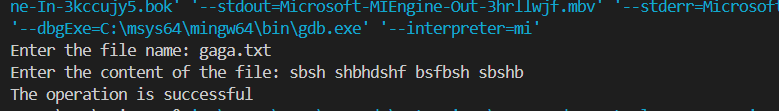 ne-In-3kccujy5.bok' '--stdout=Microsoft-MIEngine-Out-3hrllwjf.mbv' '--stderr=Microsoft
'--dbgExe=C:\msys64\mingw64\bin\gdb.exe' '--interpreter=mi'
Enter the file name: gaga.txt
Enter the content of the file: sbsh shbhdshf bsfbsh sbshb
The operation is successful